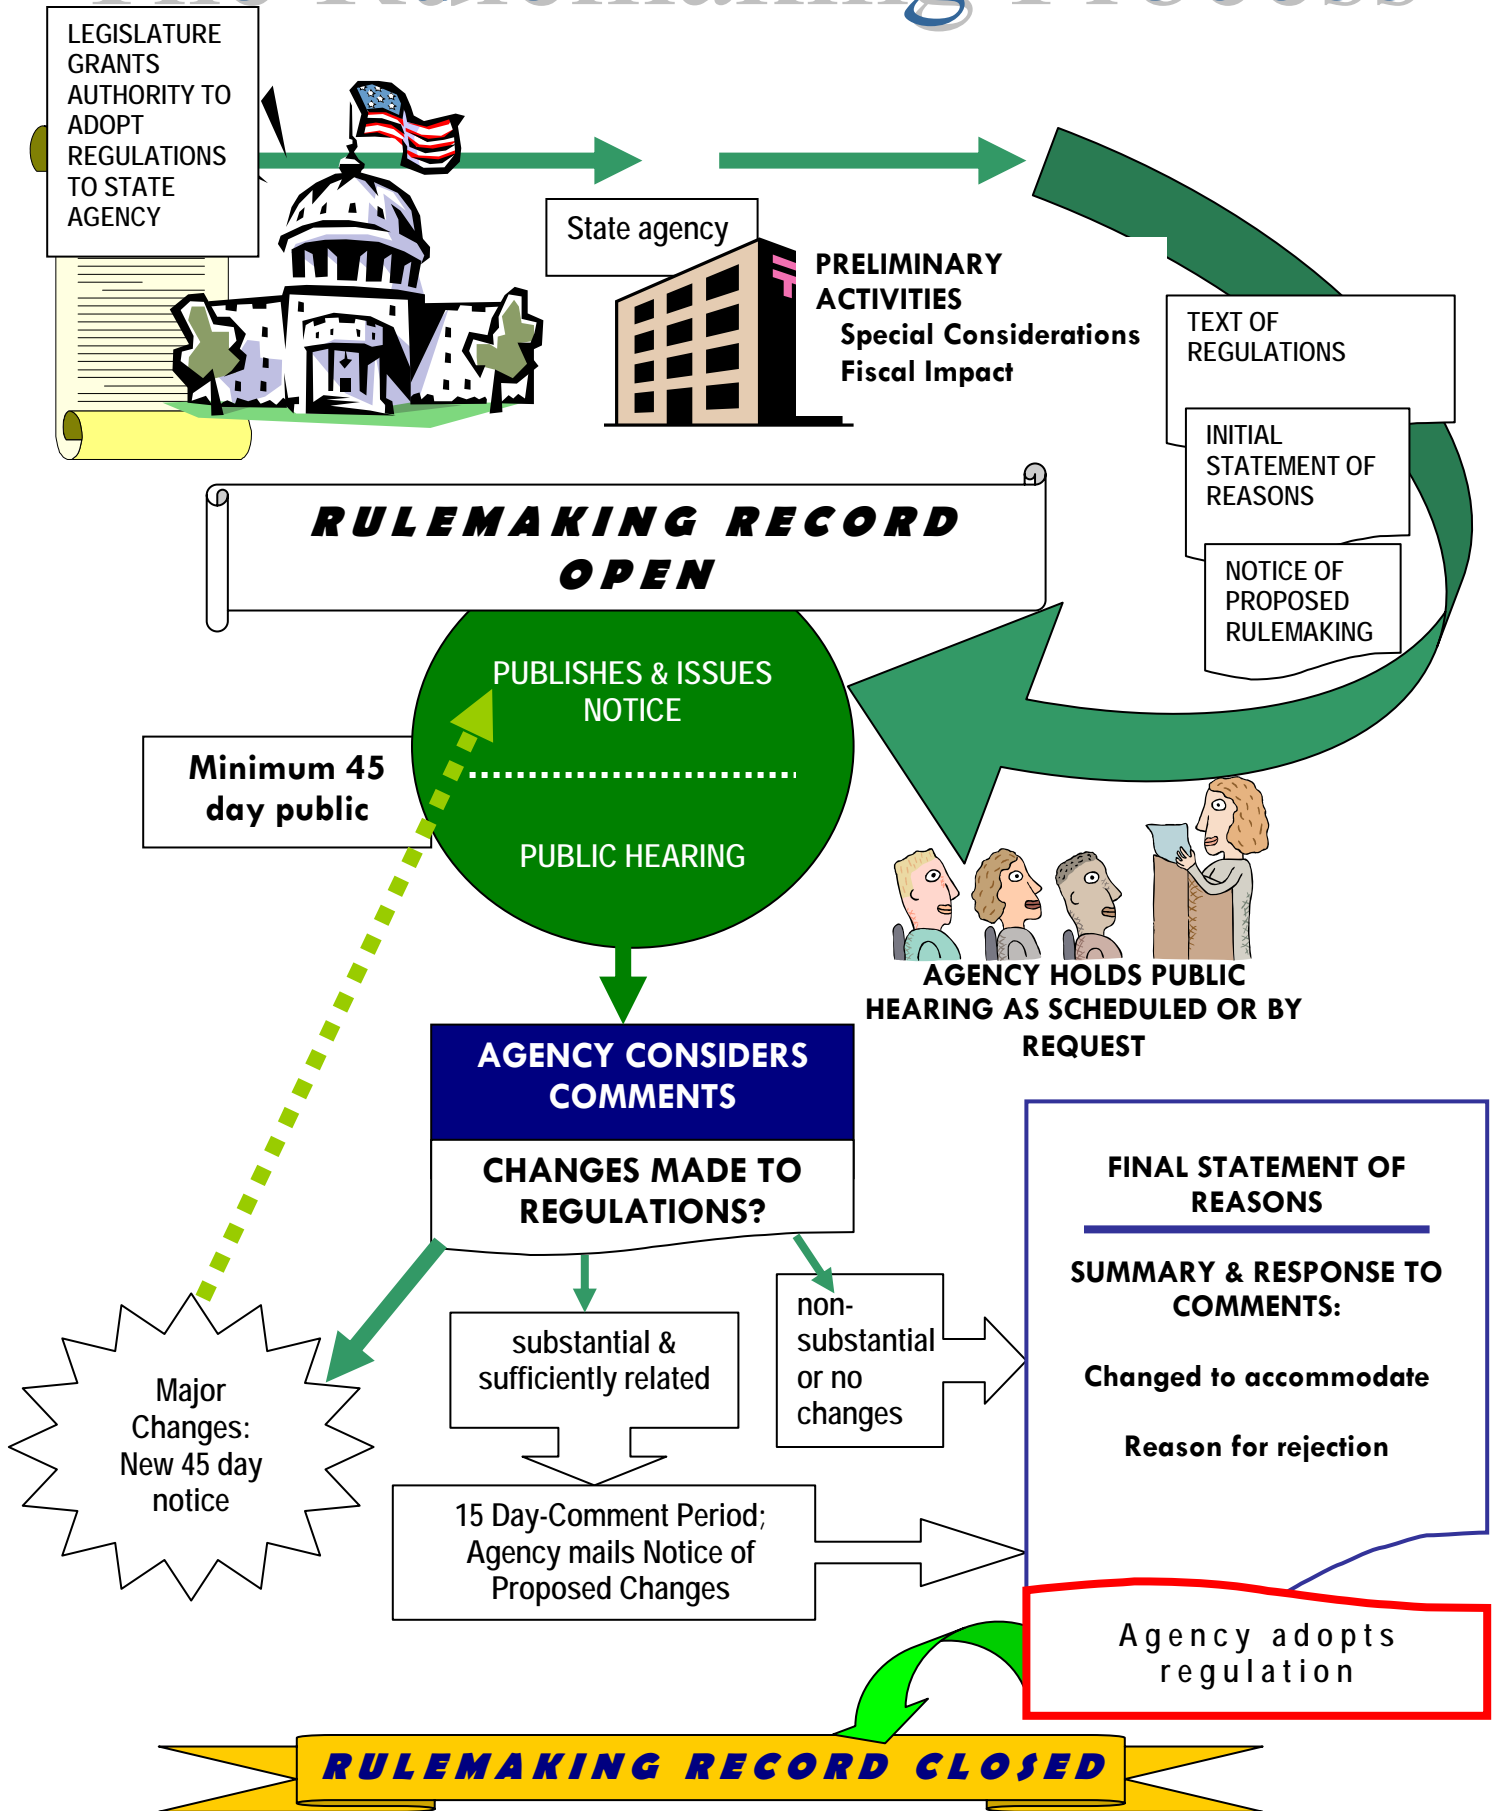 The Rulemaking Process
LEGISLATURE
GRANTS
AUTHORITY TO
ADOPT
REGULATIONS
TO STATE
AGENCY
State agency
PRELIMINARY
ACTIVITIES
Special Considerations
Fiscal Impact
TEXT OF
REGULATIONS
INITIAL
STATEMENT OF
REASONS
NOTICE OF
PROPOSED
RULEMAKING
RULEMAKING RECORD
OPEN
PUBLISHES & ISSUES
NOTICE
Minimum 45
day public
PUBLIC HEARING
AGENCY HOLDS PUBLIC
HEARING AS SCHEDULED OR BY
REQUEST
AGENCY CONSIDERS
COMMENTS
CHANGES MADE TO
REGULATIONS?
Major
Changes:
New 45 day
notice
substantial &
sufficiently related
non-
substantial
or no
changes
15 Day-Comment Period;
Agency mails Notice of
Proposed Changes
FINAL STATEMENT OF
REASONS
SUMMARY & RESPONSE TO
COMMENTS:
Changed to accommodate
Reason for rejection
Agency adopts
regulation
RULEMAKING RECORD CLOSED